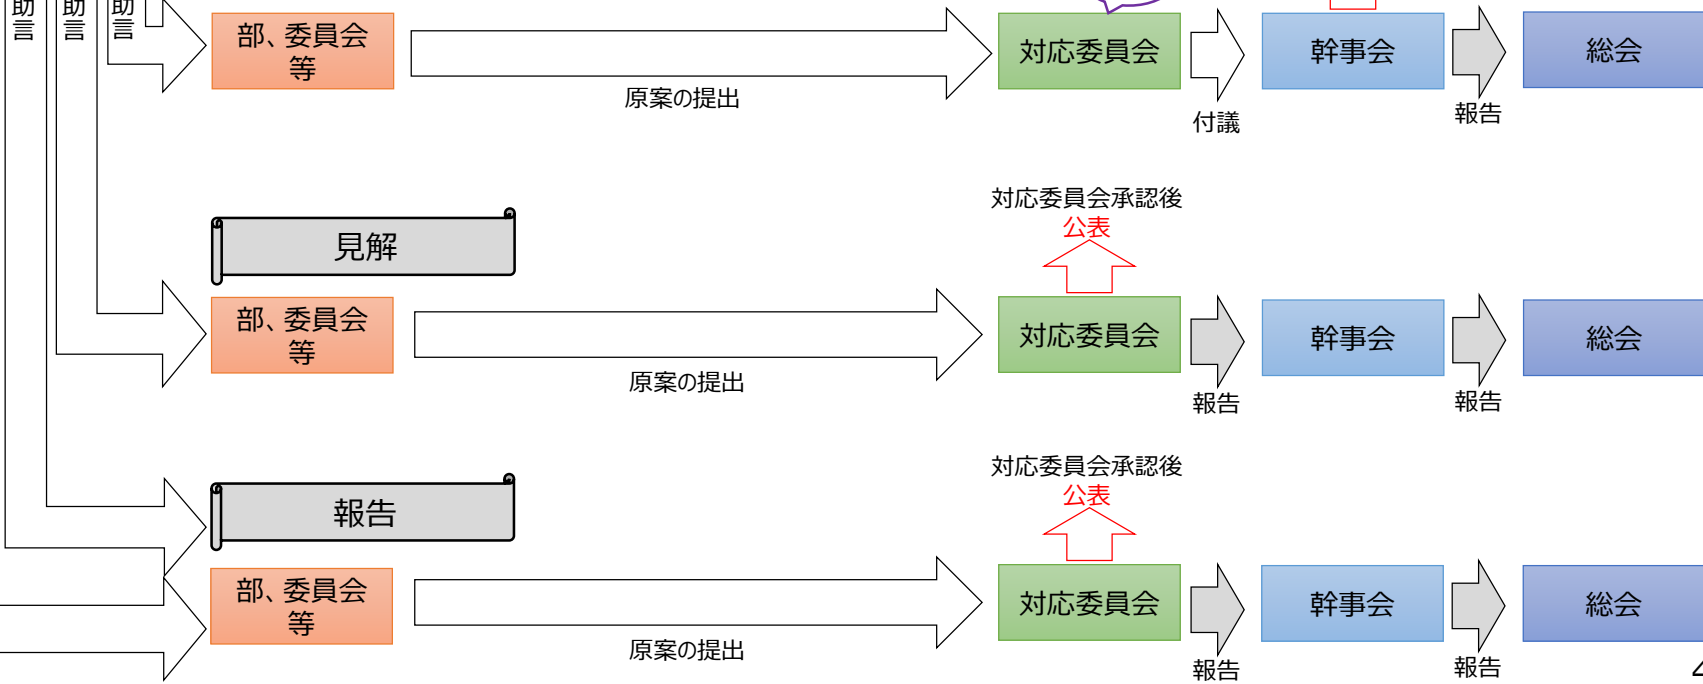 助言
助言
助言
部、委員会
等
原案の提出
対応委員会
付議
幹事会
報告
総会
見解
対応委員会承認後
公表
部、委員会
等
原案の提出
対応委員会
報告
幹事会
報告
総会
報告
対応委員会承認後
公表
部、委員会
等
原案の提出
対応委員会
報告
幹事会
報告
総会